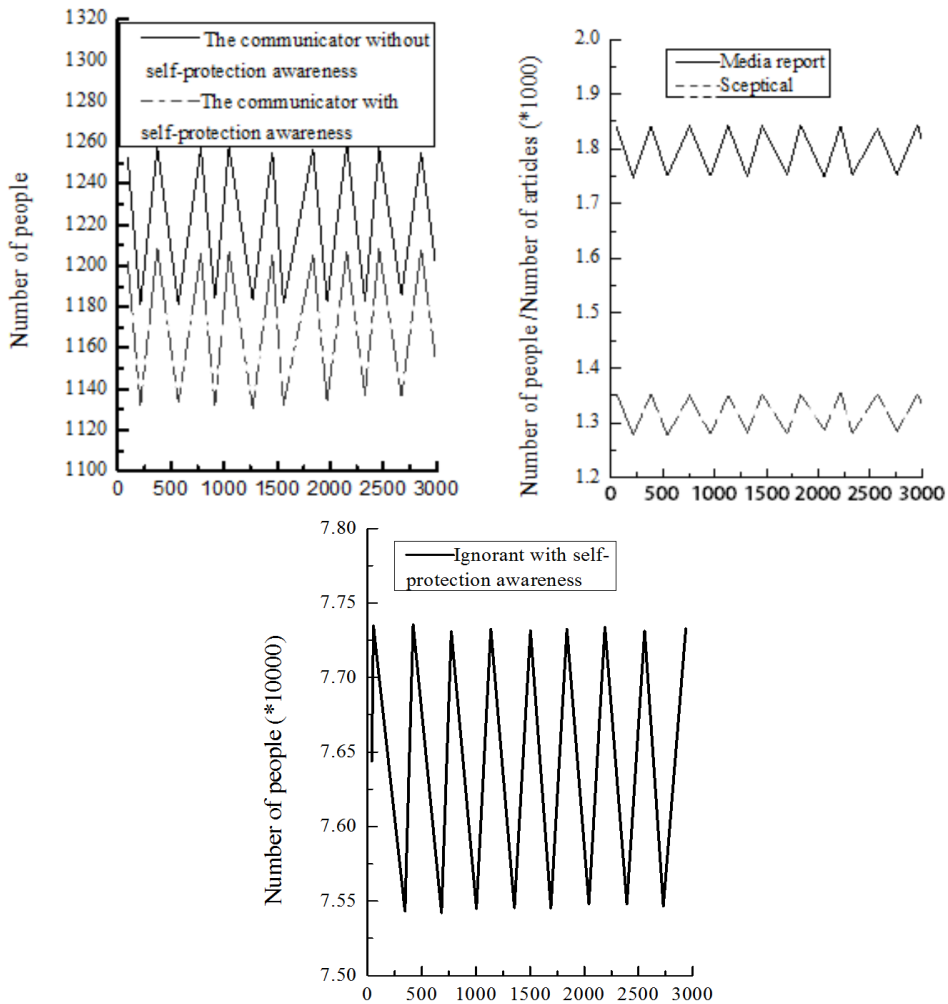 1320
1300
1280
1260
1240
1220
1200
1180
1160
1140
1120
1100
Number of people
The communicator without
self-protection awareness
The communicator with
self-protection awareness
0 500 1000 1500 2000 2500 3000
2.0
1.9
1.8
1.7
1.6
1.5
1.4
1.3
1.2
Number of people/Number of articles (*1000)
Media report
Sceptical
0 500 1000 1500 2000 2500 3000
7.80
7.75
7.70
7.65
7.60
7.55
7.50
Number of people (*10000)
Ignorant with self-
protection awareness
0 500 1000 1500 2000 2500 3000